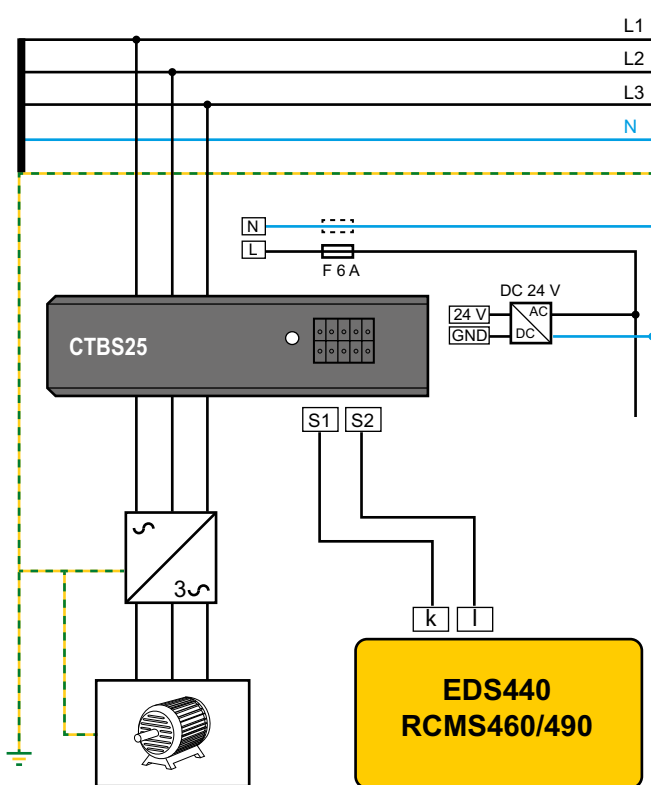 L1
L2
L3
N
N
L
F 6 A
DC 24 V
24 V
AC
GND
DC
CTBS25
S1 S2
3
k l
EDS440
RCMS460/490